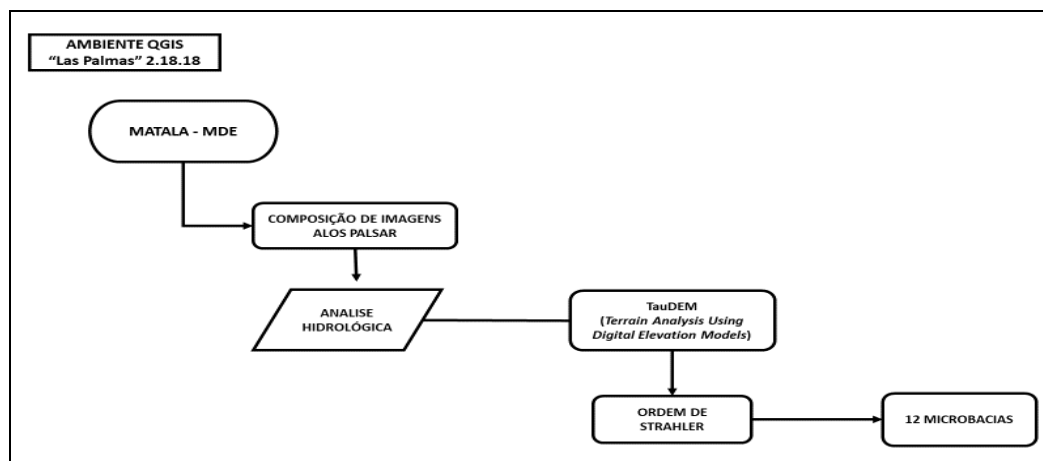 AMBIENTE QGIS
“Las Palmas” 2.18.18
MATALA - MDE
COMPOSIÇÃO DE IMAGENS
ALOS PALSAR
ANALISE
HIDROLÓGICA
TauDEM
(Terrain Analysis Using
Digital Elevation Models)
ORDEM DE
STRAHLER
12 MICROBACIAS